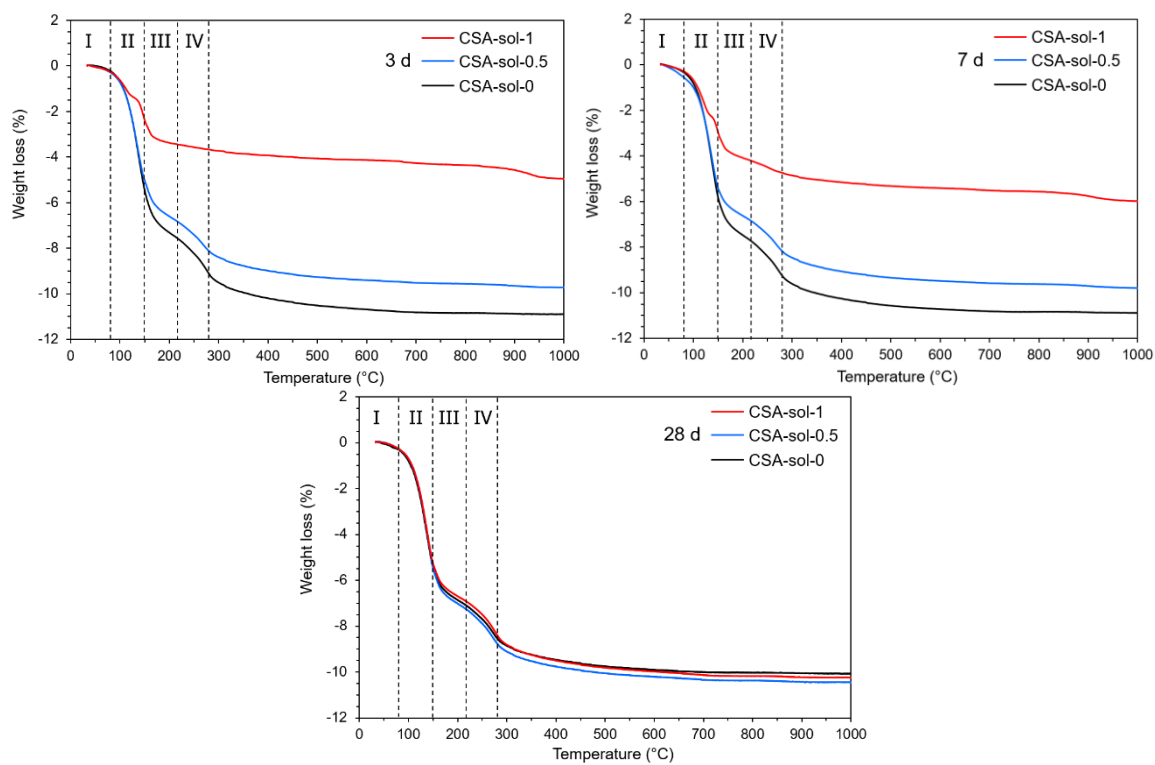 2
0
-2
-4
-6
-8
-10
-12
Weight loss (%)
I II III IV
3 d
CSA-sol-1
CSA-sol-0.5
CSA-sol-0
0 100 200 300 400 500 600 700 800 900 1000
Temperature (°C)
2
0
-2
-4
-6
-8
-10
-12
Weight loss (%)
I II III IV
7 d
CSA-sol-1
CSA-sol-0.5
CSA-sol-0
0 100 200 300 400 500 600 700 800 900 1000
Temperature (°C)
2
0
-2
-4
-6
-8
-10
-12
Weight loss (%)
I II III IV
28 d
CSA-sol-1
CSA-sol-0.5
CSA-sol-0
0 100 200 300 400 500 600 700 800 900 1000
Temperature (°C)